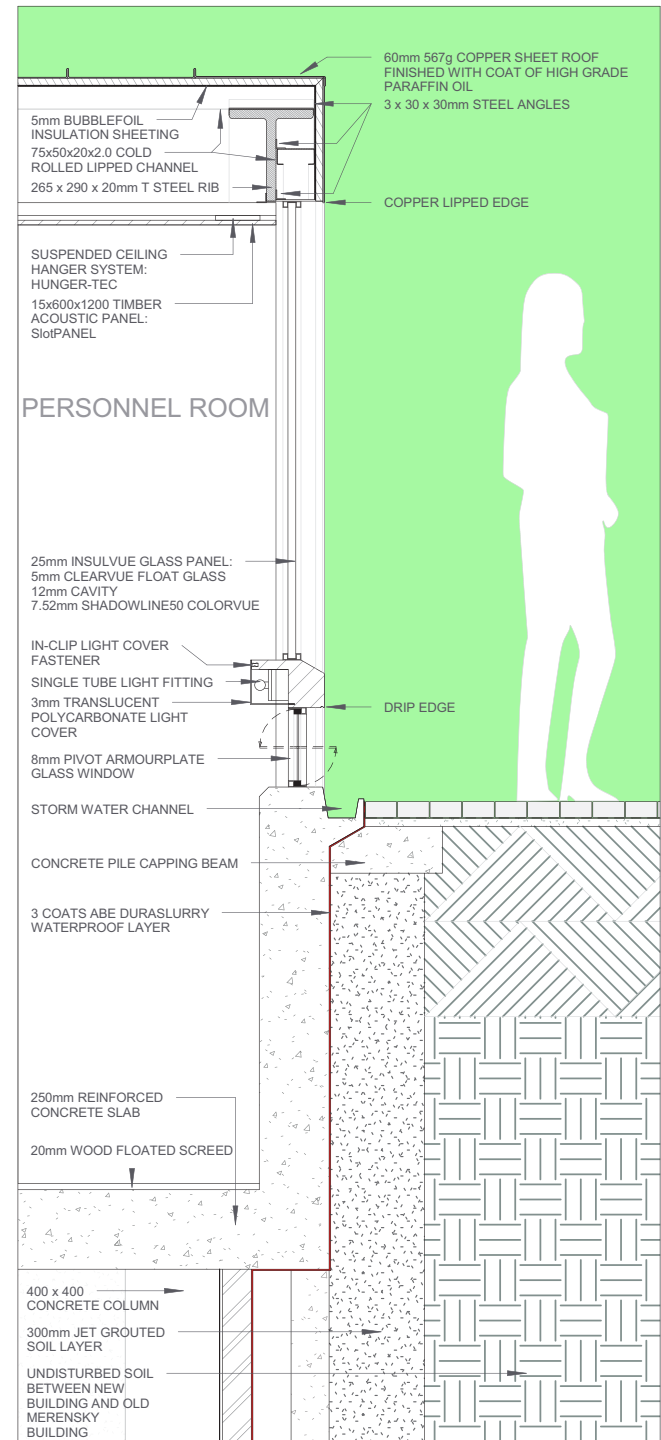 60mm 567g COPPER SHEET ROOF
FINISHED WITH COAT OF HIGH GRADE
PARAFFIN OIL
3 x 30 x 30mm STEEL ANGLES
5mm BUBBLEFOIL
INSULATION SHEETING
75x50x20x2.0 COLD
ROLLED LIPPED CHANNEL
265 x 290 x 20mm T STEEL RIB
COPPER LIPPED EDGE
SUSPENDED CEILING
HANGER SYSTEM:
HUNGER-TEC
15x600x1200 TIMBER
ACOUSTIC PANEL:
SlotPANEL
PERSONNEL ROOM
25mm INSULVUE GLASS PANEL:
5mm CLEARVUE FLOAT GLASS
12mm CAVITY
7.52mm SHADOWLINE50 COLORVUE
IN-CLIP LIGHT COVER
FASTENER
SINGLE TUBE LIGHT FITTING
3mm TRANSLUCENT
POLYCARBONATE LIGHT
COVER
DRIP EDGE
8mm PIVOT ARMOURPLATE
GLASS WINDOW
STORM WATER CHANNEL
CONCRETE PILE CAPPING BEAM
3 COATS ABE DURASLURRY
WATERPROOF LAYER
250mm REINFORCED
CONCRETE SLAB
20mm WOOD FLOATED SCREED
400 x 400
CONCRETE COLUMN
300mm JET GROUTED
SOIL LAYER
UNDISTURBED SOIL
BETWEEN NEW
BUILDING AND OLD
MERENSKY
BUILDING